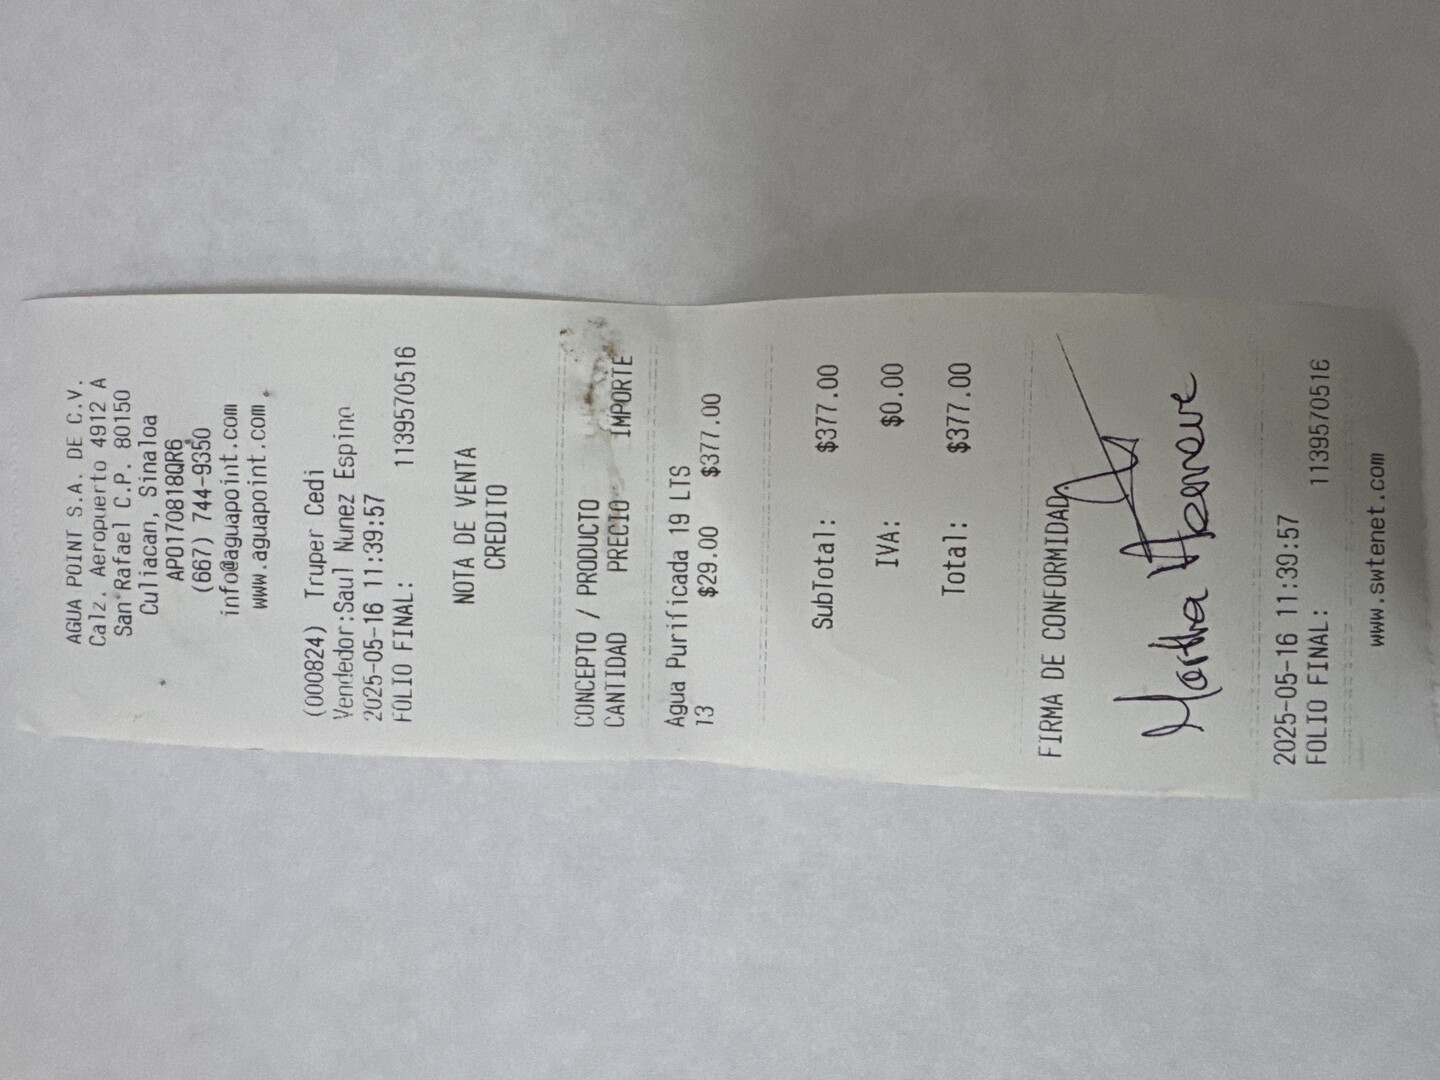 AGUA POINT S.A. DE C.V.
Calz. Aeropuerto 4912 A
San Rafael C.P. 80150
Culiacan, Sinaloa
APO170818QR6
(667) 744-9350
info@aguapoint.com
www.aguapoint.com
(000824) Truper Cedi
Vendedor:Saul Nunez Espino
2025-05-16 11:39:57
FOLIO FINAL: 1139570516
NOTA DE VENTA
CREDITO
CONCEPTO / PRODUCTO
CANTIDAD PRECIO IMPORTE
Agua Purificada 19 LTS
13 $29.00 $377.00
SubTotal: $377.00
IVA: $0.00
Total: $377.00
FIRMA DE CONFORMIDAD
Martha
2025-05-16 11:39:57
FOLIO FINAL: 1139570516
www.swtenet.com